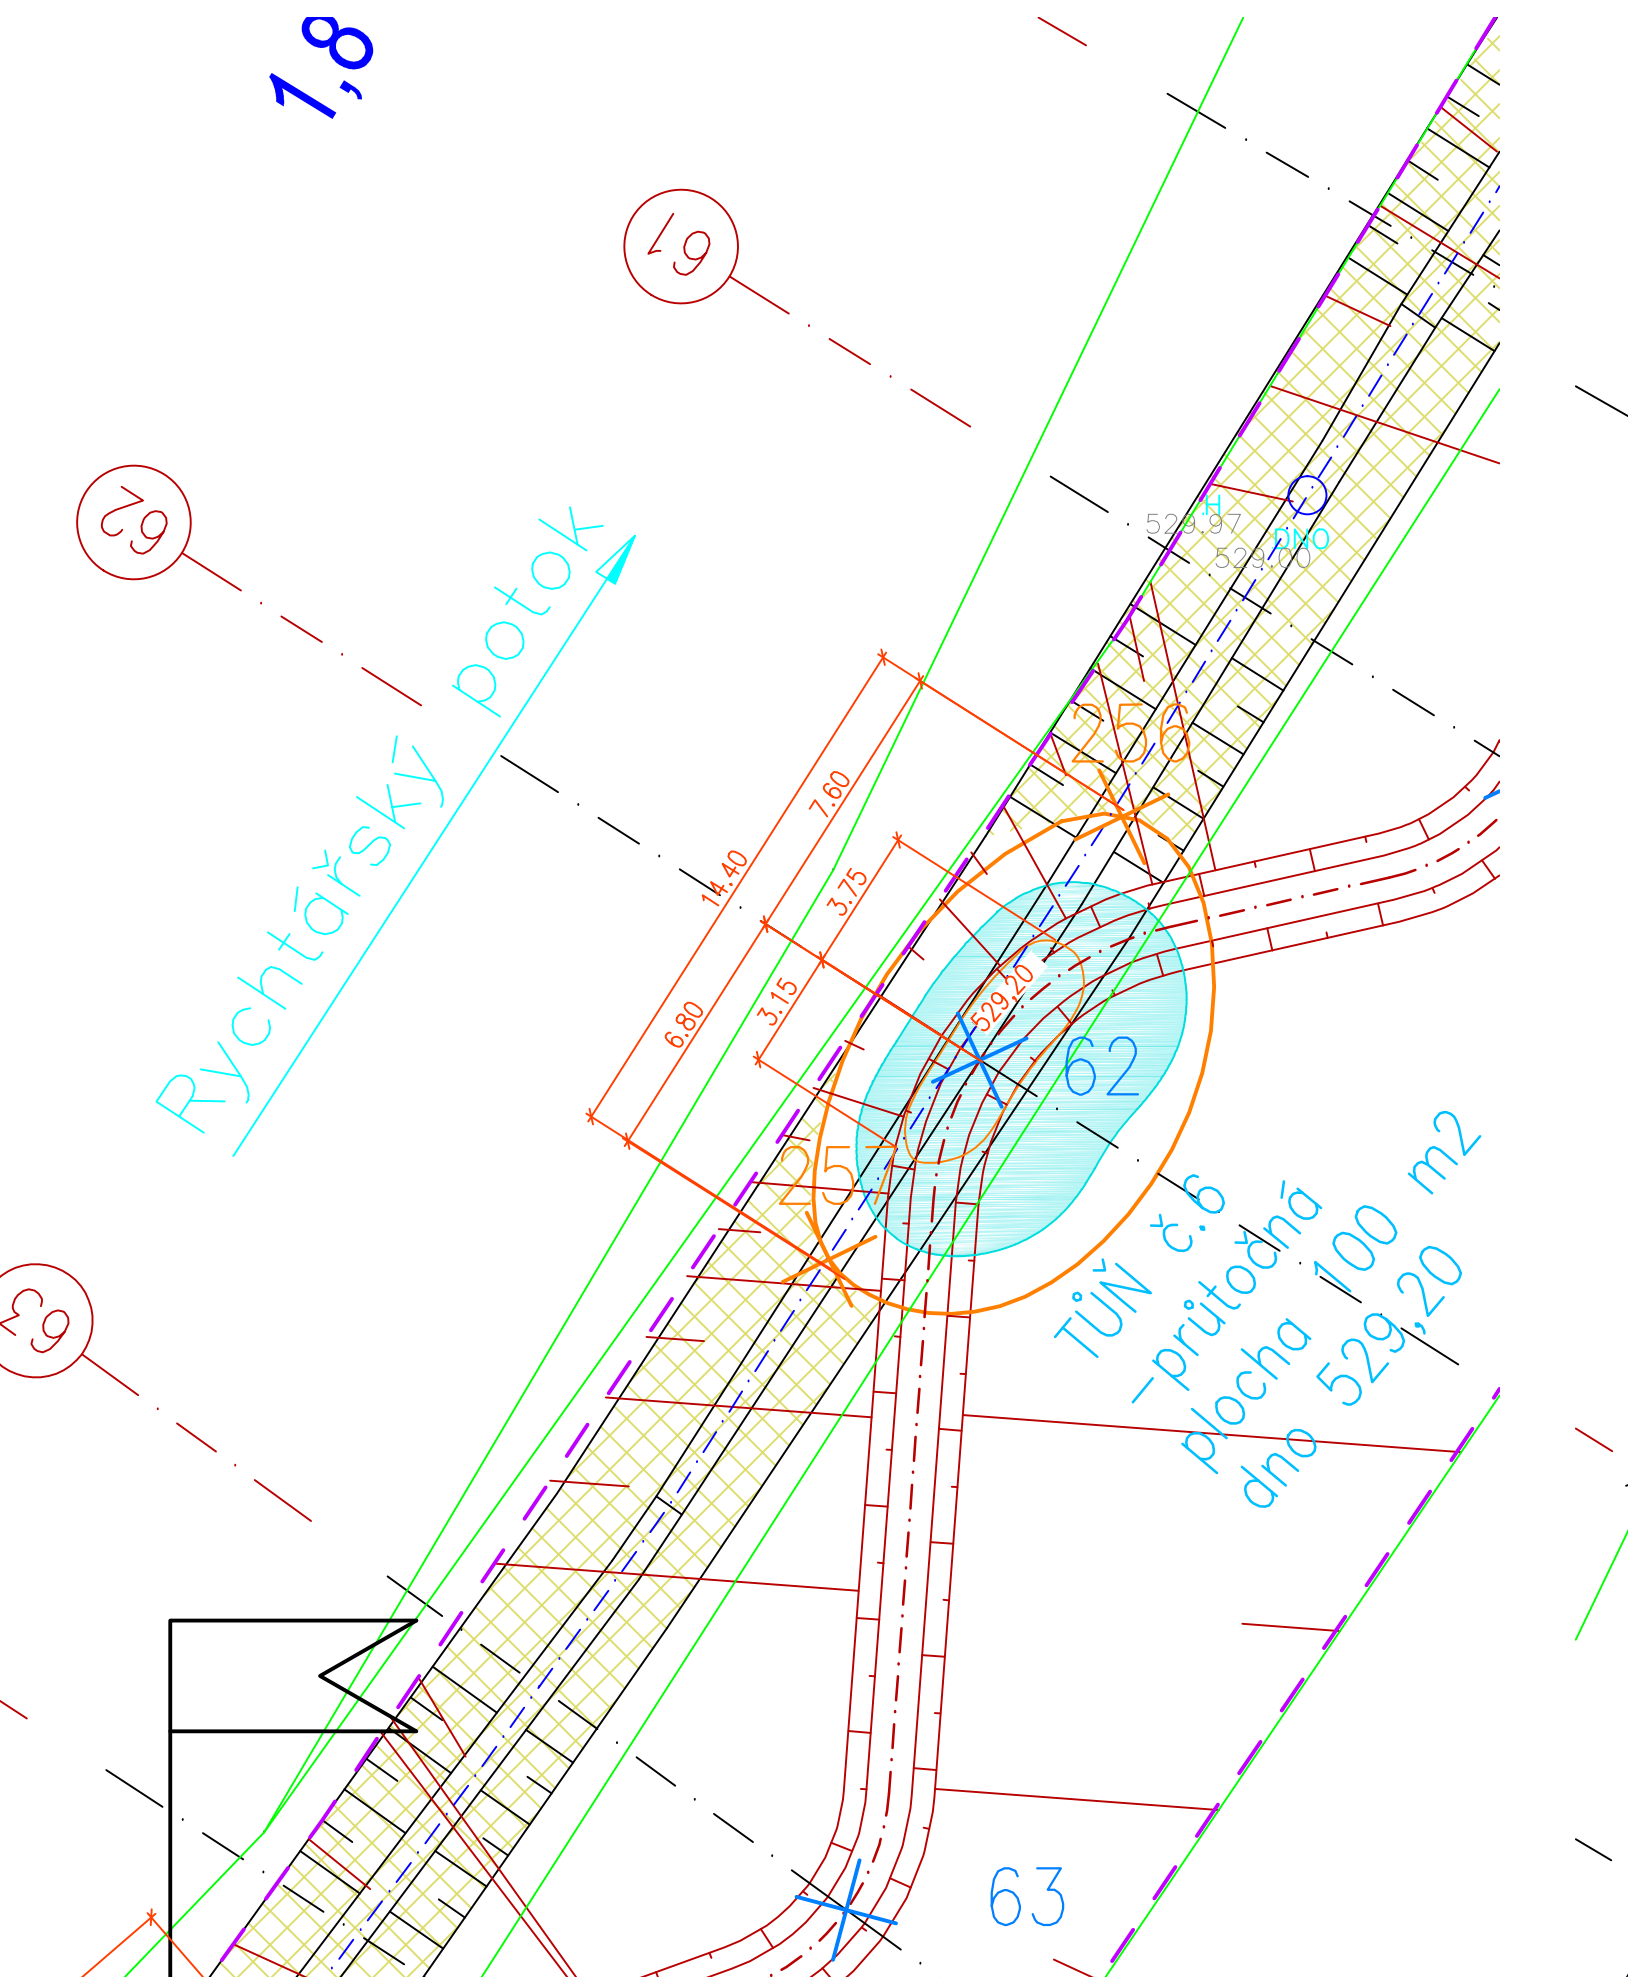 1,8
61
62
Rychtářský potok
H
529.97
DNO
529.00
256
7.60
14.40
3.75
529,20
3.15
6.80
62
257
TŮŇ č.6
–průtočná
plocha 100 m2
dno 529,20
63
63